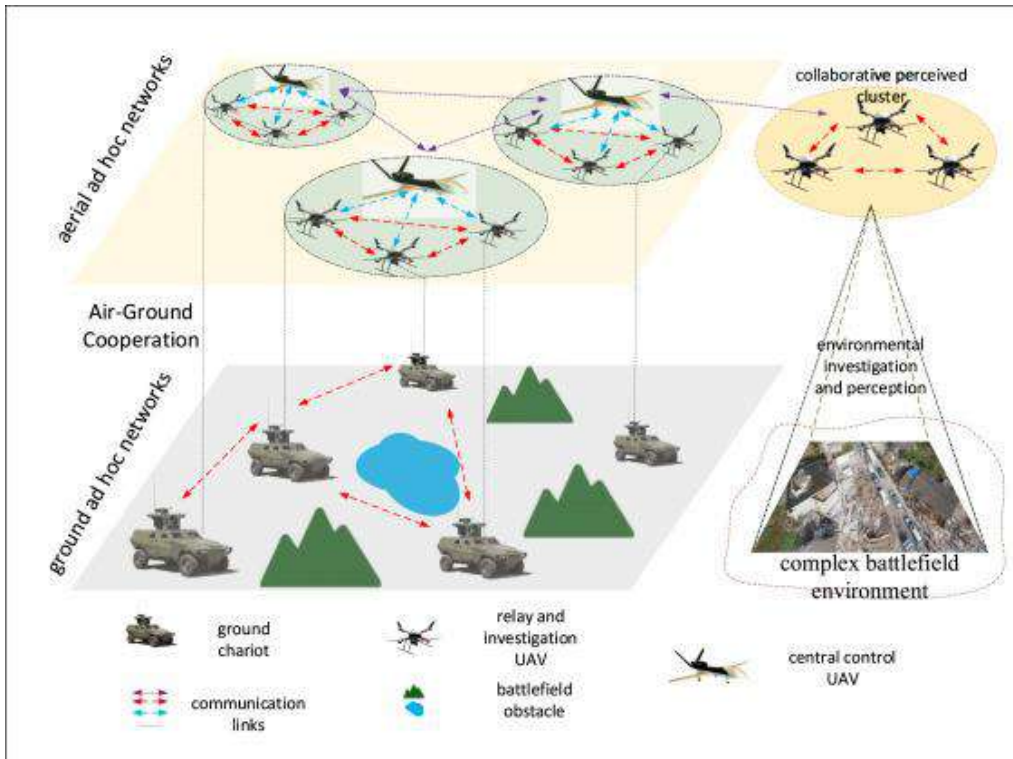 aerial ad hoc networks
collaborative perceived
cluster
Air-Ground
Cooperation
environmental
investigation
and perception
ground ad hoc networks
complex battlefield
environment
ground
chariot
relay and
investigation
UAV
central control
UAV
communication
links
battlefield
obstacle